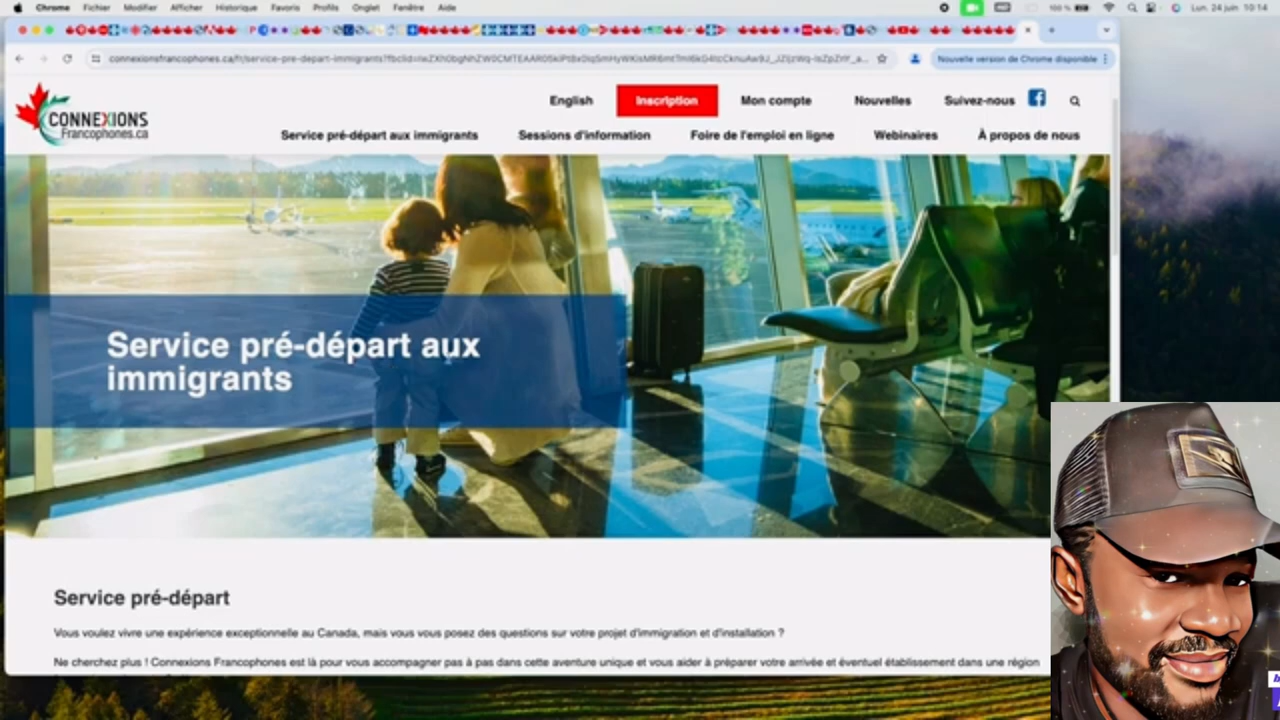 Chrome Fichier Modifier Afficher Historique Favoris Profils Onglet Fenêtre Aide
100 % Lun. 24 juin 10:14
Nouvelle version de Chrome disponible
CONNEXIONS
Francophones.ca
English Inscription Mon compte Nouvelles Suivez-nous
Service pré-départ aux immigrants Sessions d'information Foire de l'emploi en ligne Webinaires À propos de nous
Service pré-départ aux
immigrants
Service pré-départ
Vous voulez vivre une expérience exceptionnelle au Canada, mais vous vous posez des questions sur votre projet d'immigration et d'installation ?
Ne cherchez plus ! Connexions Francophones est là pour vous accompagner pas à pas dans cette aventure unique et vous aider à préparer votre arrivée et éventuel établissement dans une région